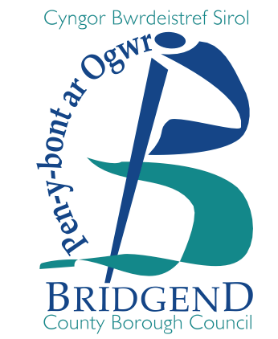 Cyngor Bwrdeistref Sirol
Pen-y-bont ar Ogwr
BRIDGEND
County Borough Council